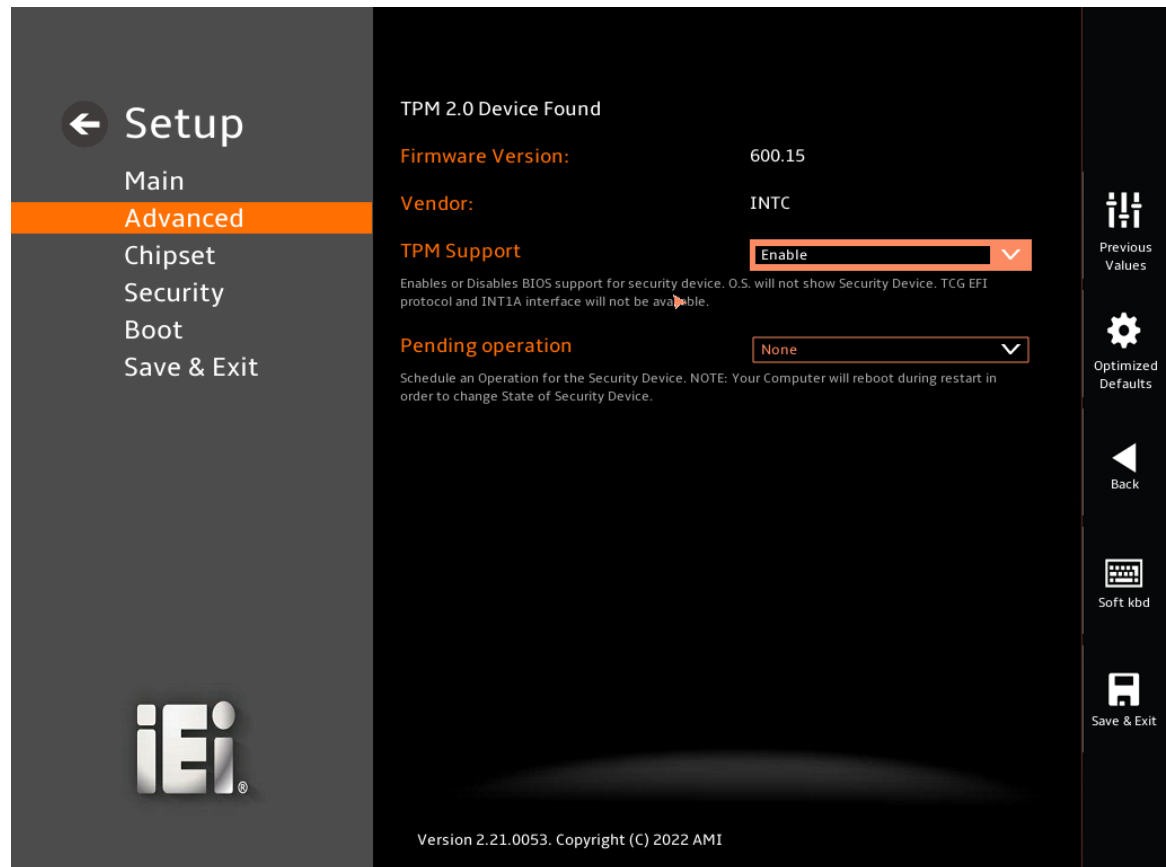 Setup
Main
Advanced
Chipset
Security
Boot
Save & Exit
iEi®
TPM 2.0 Device Found
Firmware Version: 600.15
Vendor: INTC
TPM Support Enable
Enables or Disables BIOS support for security device. O.S. will not show Security Device. TCG EFI
protocol and INT1A interface will not be available.
Pending operation None
Schedule an Operation for the Security Device. NOTE: Your Computer will reboot during restart in
order to change State of Security Device.
Version 2.21.0053. Copyright (C) 2022 AMI
Previous
Values
Optimized
Defaults
Back
Soft kbd
Save & Exit